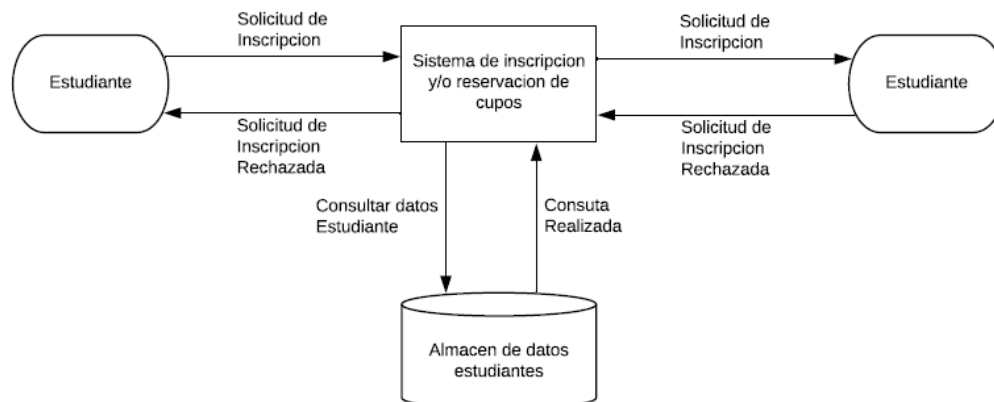 Solicitud de
Inscripcion
Estudiante
Solicitud de
Inscripcion
Rechazada
Sistema de inscripcion
y/o reservacion de
cupos
Solicitud de
Inscripcion
Estudiante
Solicitud de
Inscripcion
Rechazada
Consultar datos
Estudiante
Consuta
Realizada
Almacen de datos
estudiantes